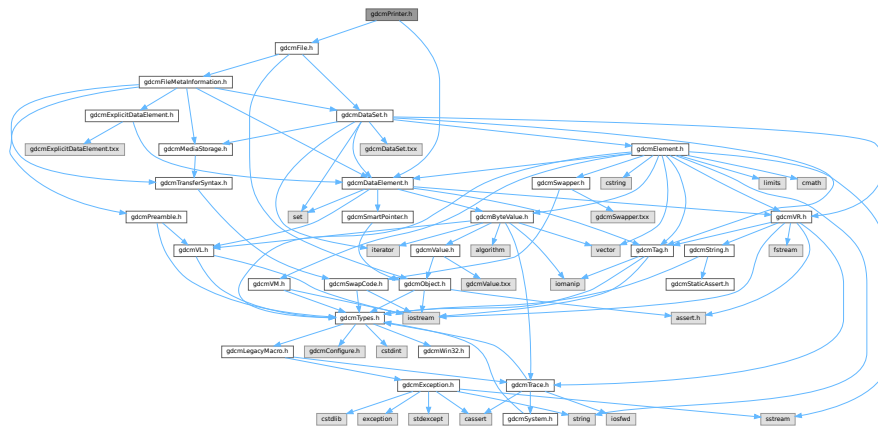 gdcmPrinter.h
gdcmFile.h
gdcmFileMetaInformation.h
gdcmExplicitDataElement.h
gdcmDataSet.h
gdcmExplicitDataElement.txx
gdcmMediaStorage.h
gdcmDataSet.txx
gdcmElement.h
gdcmTransferSyntax.h
gdcmDataElement.h
gdcmSwapper.h
cstring
limits
cmath
gdcmPreamble.h
set
gdcmSmartPointer.h
gdcmByteValue.h
gdcmSwapper.txx
gdcmVR.h
gdcmVL.h
iterator
gdcmValue.h
algorithm
vector
gdcmTag.h
gdcmString.h
fstream
gdcmVM.h
gdcmSwapCode.h
gdcmObject.h
gdcmValue.txx
iomanip
gdcmStaticAssert.h
gdcmTypes.h
iostream
assert.h
gdcmLegacyMacro.h
gdcmConfigure.h
cstdint
gdcmWin32.h
gdcmException.h
gdcmTrace.h
cstdlib
exception
stdexcept
cassert
gdcmSystem.h
string
iosfwd
sstream